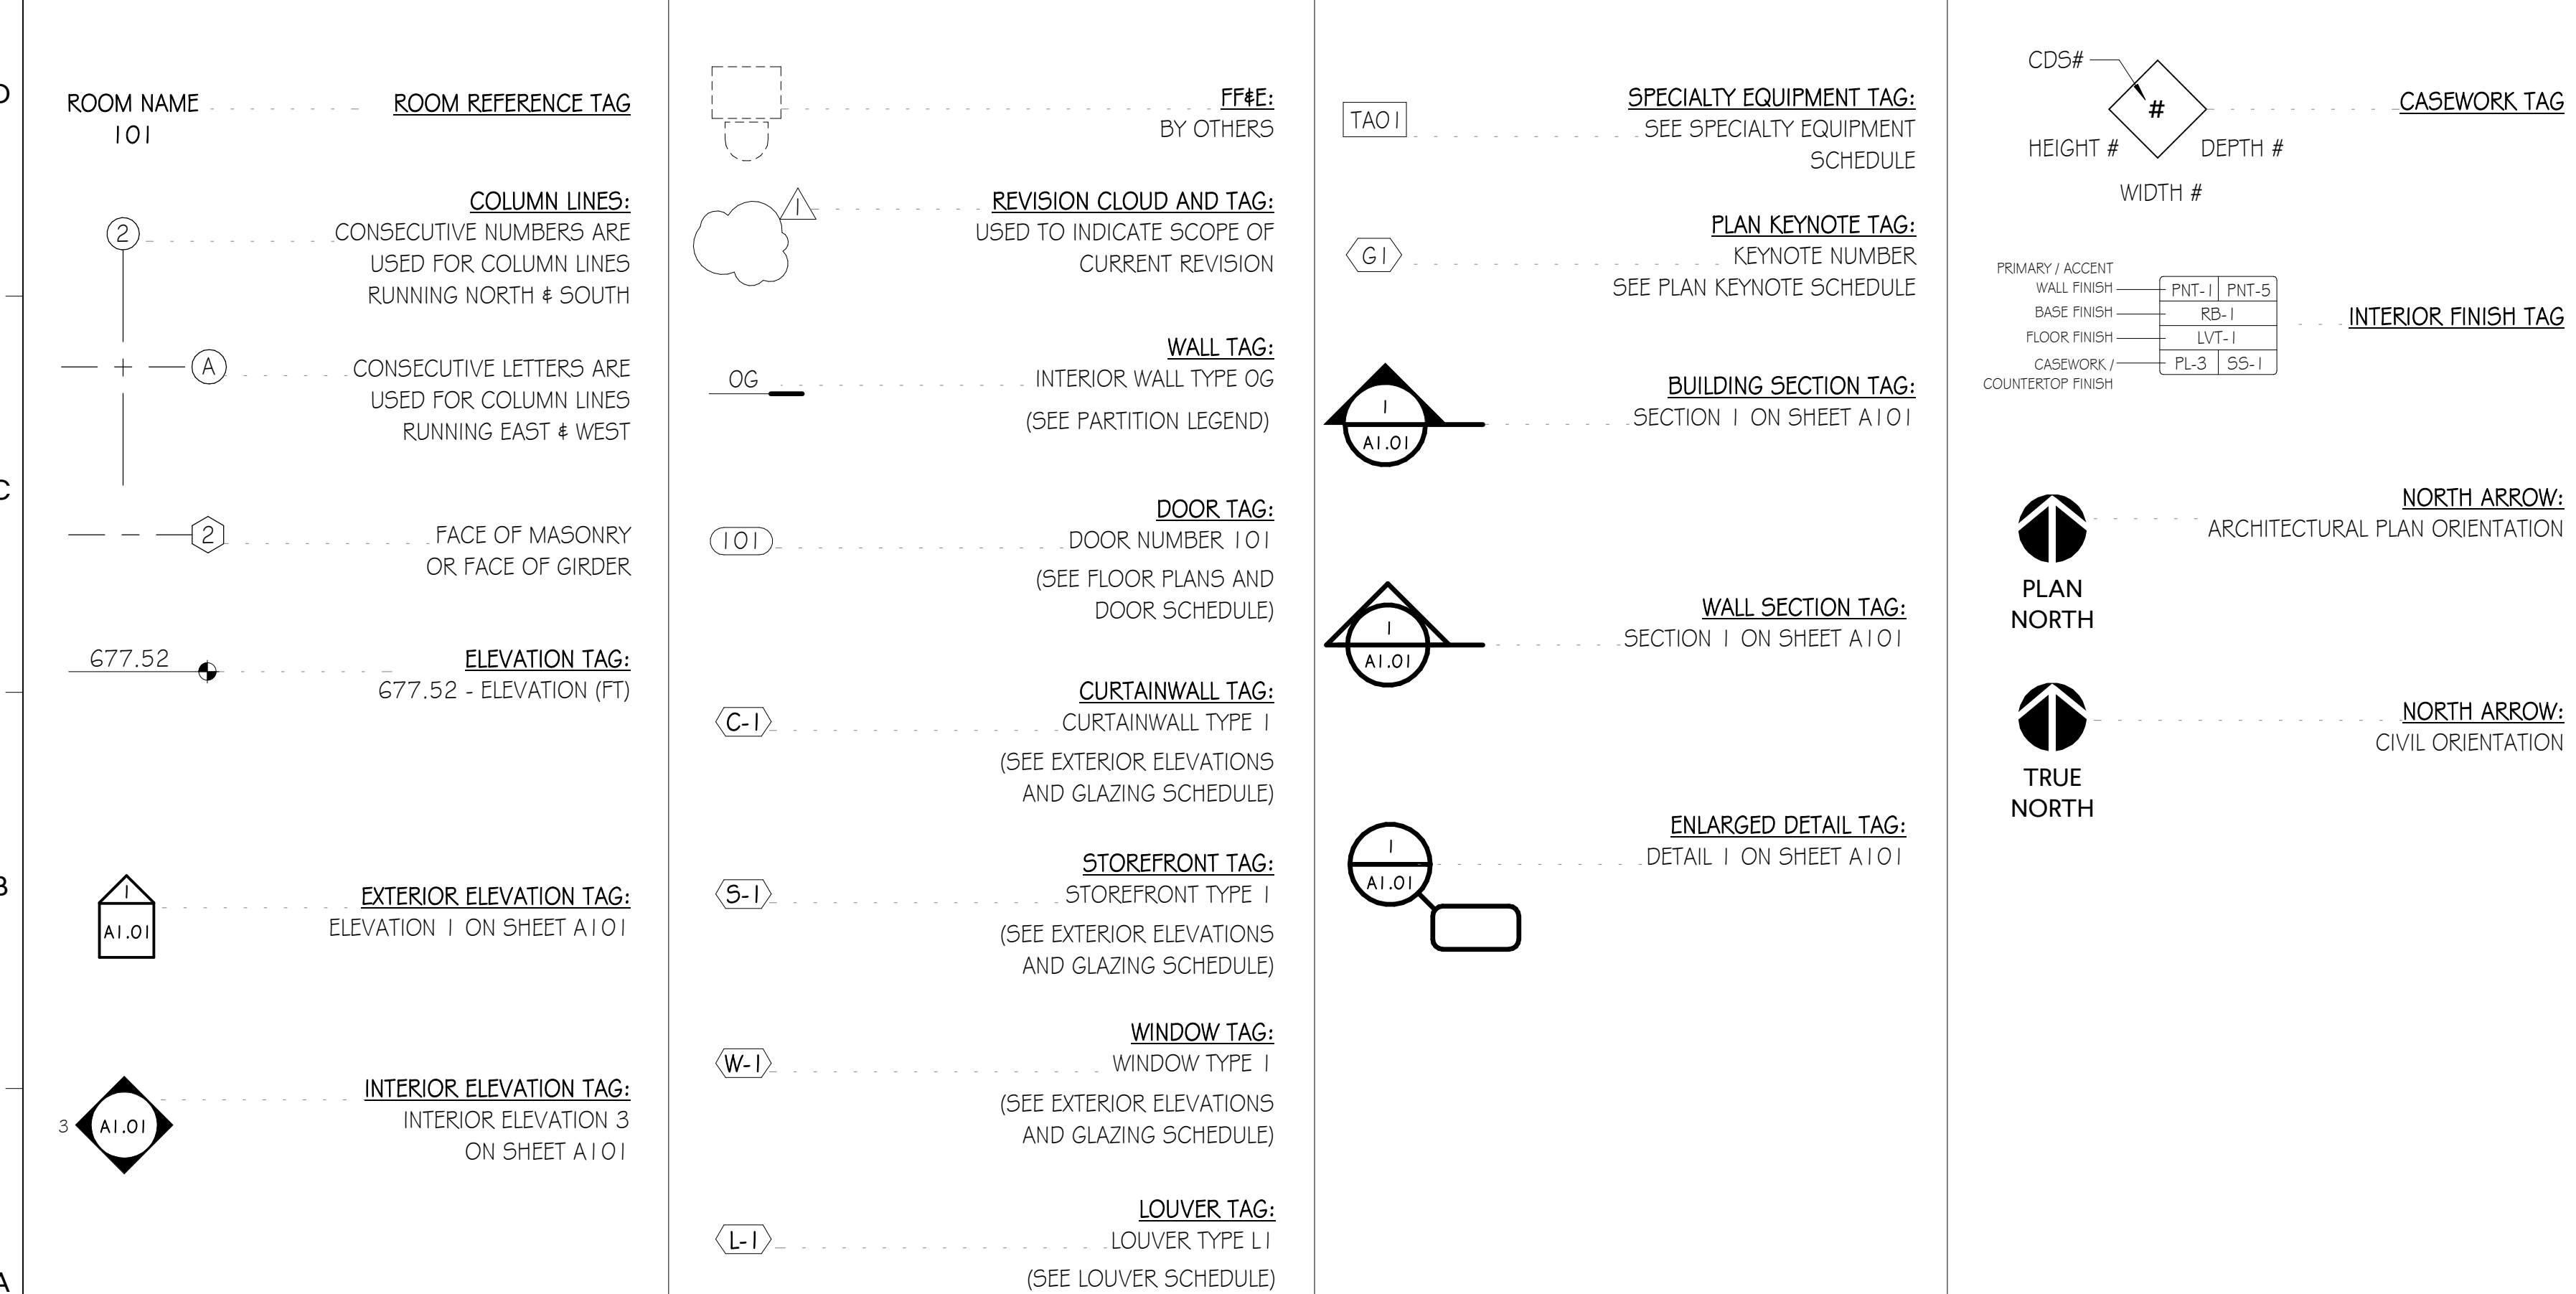 D
C
B
A
ROOM NAME
101
ROOM REFERENCE TAG
COLUMN LINES:
2
CONSECUTIVE NUMBERS ARE
USED FOR COLUMN LINES
RUNNING NORTH & SOUTH
A
CONSECUTIVE LETTERS ARE
USED FOR COLUMN LINES
RUNNING EAST & WEST
2
FACE OF MASONRY
OR FACE OF GIRDER
677.52
ELEVATION TAG:
677.52 - ELEVATION (FT)
1
A1.01
EXTERIOR ELEVATION TAG:
ELEVATION 1 ON SHEET A101
3
A1.01
INTERIOR ELEVATION TAG:
INTERIOR ELEVATION 3
ON SHEET A101
FF&E:
BY OTHERS
1
REVISION CLOUD AND TAG:
USED TO INDICATE SCOPE OF
CURRENT REVISION
WALL TAG:
OG
INTERIOR WALL TYPE OG
(SEE PARTITION LEGEND)
DOOR TAG:
101
DOOR NUMBER 101
(SEE FLOOR PLANS AND
DOOR SCHEDULE)
CURTAINWALL TAG:
C-1
CURTAINWALL TYPE 1
(SEE EXTERIOR ELEVATIONS
AND GLAZING SCHEDULE)
STOREFRONT TAG:
S-1
STOREFRONT TYPE 1
(SEE EXTERIOR ELEVATIONS
AND GLAZING SCHEDULE)
WINDOW TAG:
W-1
WINDOW TYPE 1
(SEE EXTERIOR ELEVATIONS
AND GLAZING SCHEDULE)
LOUVER TAG:
L-1
LOUVER TYPE L1
(SEE LOUVER SCHEDULE)
TA01
SPECIALTY EQUIPMENT TAG:
SEE SPECIALTY EQUIPMENT
SCHEDULE
PLAN KEYNOTE TAG:
G1
KEYNOTE NUMBER
SEE PLAN KEYNOTE SCHEDULE
1
A1.01
BUILDING SECTION TAG:
SECTION 1 ON SHEET A101
1
A1.01
WALL SECTION TAG:
SECTION 1 ON SHEET A101
1
A1.01
ENLARGED DETAIL TAG:
DETAIL 1 ON SHEET A101
CDS#
#
CASEWORK TAG
HEIGHT #
DEPTH #
WIDTH #
PRIMARY / ACCENT
WALL FINISH
PNT-1 PNT-5
BASE FINISH
RB-1
FLOOR FINISH
LVT-1
CASEWORK /
COUNTERTOP FINISH
PL-3 SS-1
INTERIOR FINISH TAG
NORTH ARROW:
ARCHITECTURAL PLAN ORIENTATION
PLAN
NORTH
NORTH ARROW:
CIVIL ORIENTATION
TRUE
NORTH